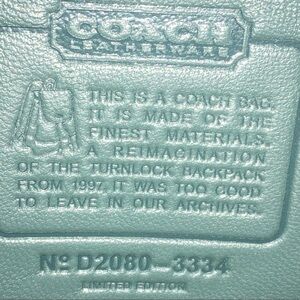 COACH
LEATHERWARE
THIS IS A COACH BAG.
IT IS MADE OF THE
FINEST MATERIALS.
A REIMAGINATION
OF THE TURNLOCK BACKPACK
FROM 1997, IT WAS TOO GOOD
TO LEAVE IN OUR ARCHIVES.
Nº D2080-3334
LIMITED EDITION